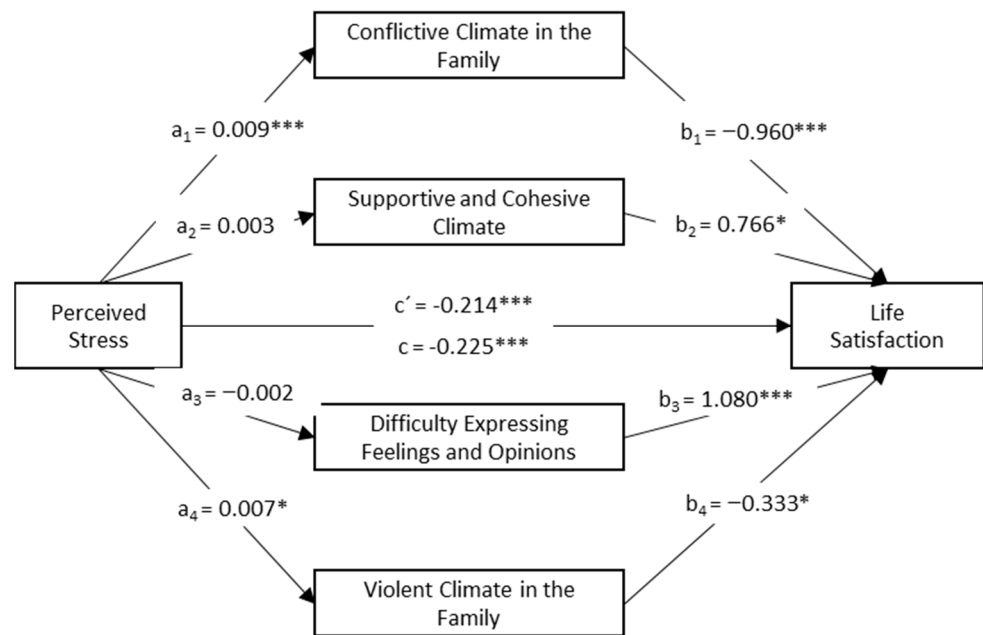 Conflictive Climate in the
Family
a₁ = 0.009***
b₁ = −0.960***
Supportive and Cohesive
Climate
a₂ = 0.003
b₂ = 0.766*
Perceived
Stress
c´ = -0.214***
c = -0.225***
Life
Satisfaction
a₃ = −0.002
b₃ = 1.080***
Difficulty Expressing
Feelings and Opinions
a₄ = 0.007*
b₄ = −0.333*
Violent Climate in the
Family